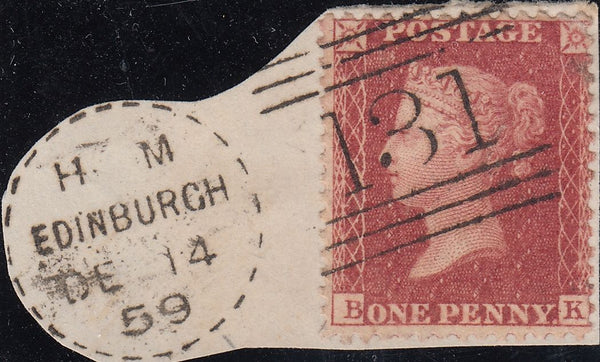 H M
EDINBURGH
DE 14
59
POSTAGE
131
B ONE PENNY K